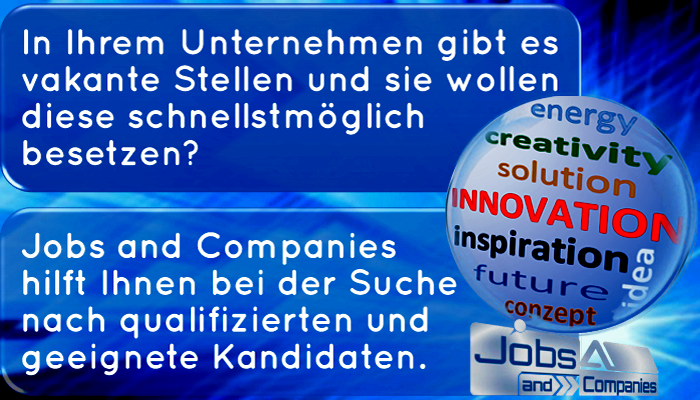 In Ihrem Unternehmen gibt es
vakante Stellen und sie wollen
diese schnellstmöglich
besetzen?
Jobs and Companies
hilft Ihnen bei der Suche
nach qualifizierten und
geeignete Kandidaten.
energy
creativity
solution
INNOVATION
inspiration
future
idea
conzept
Jobs
and Companies